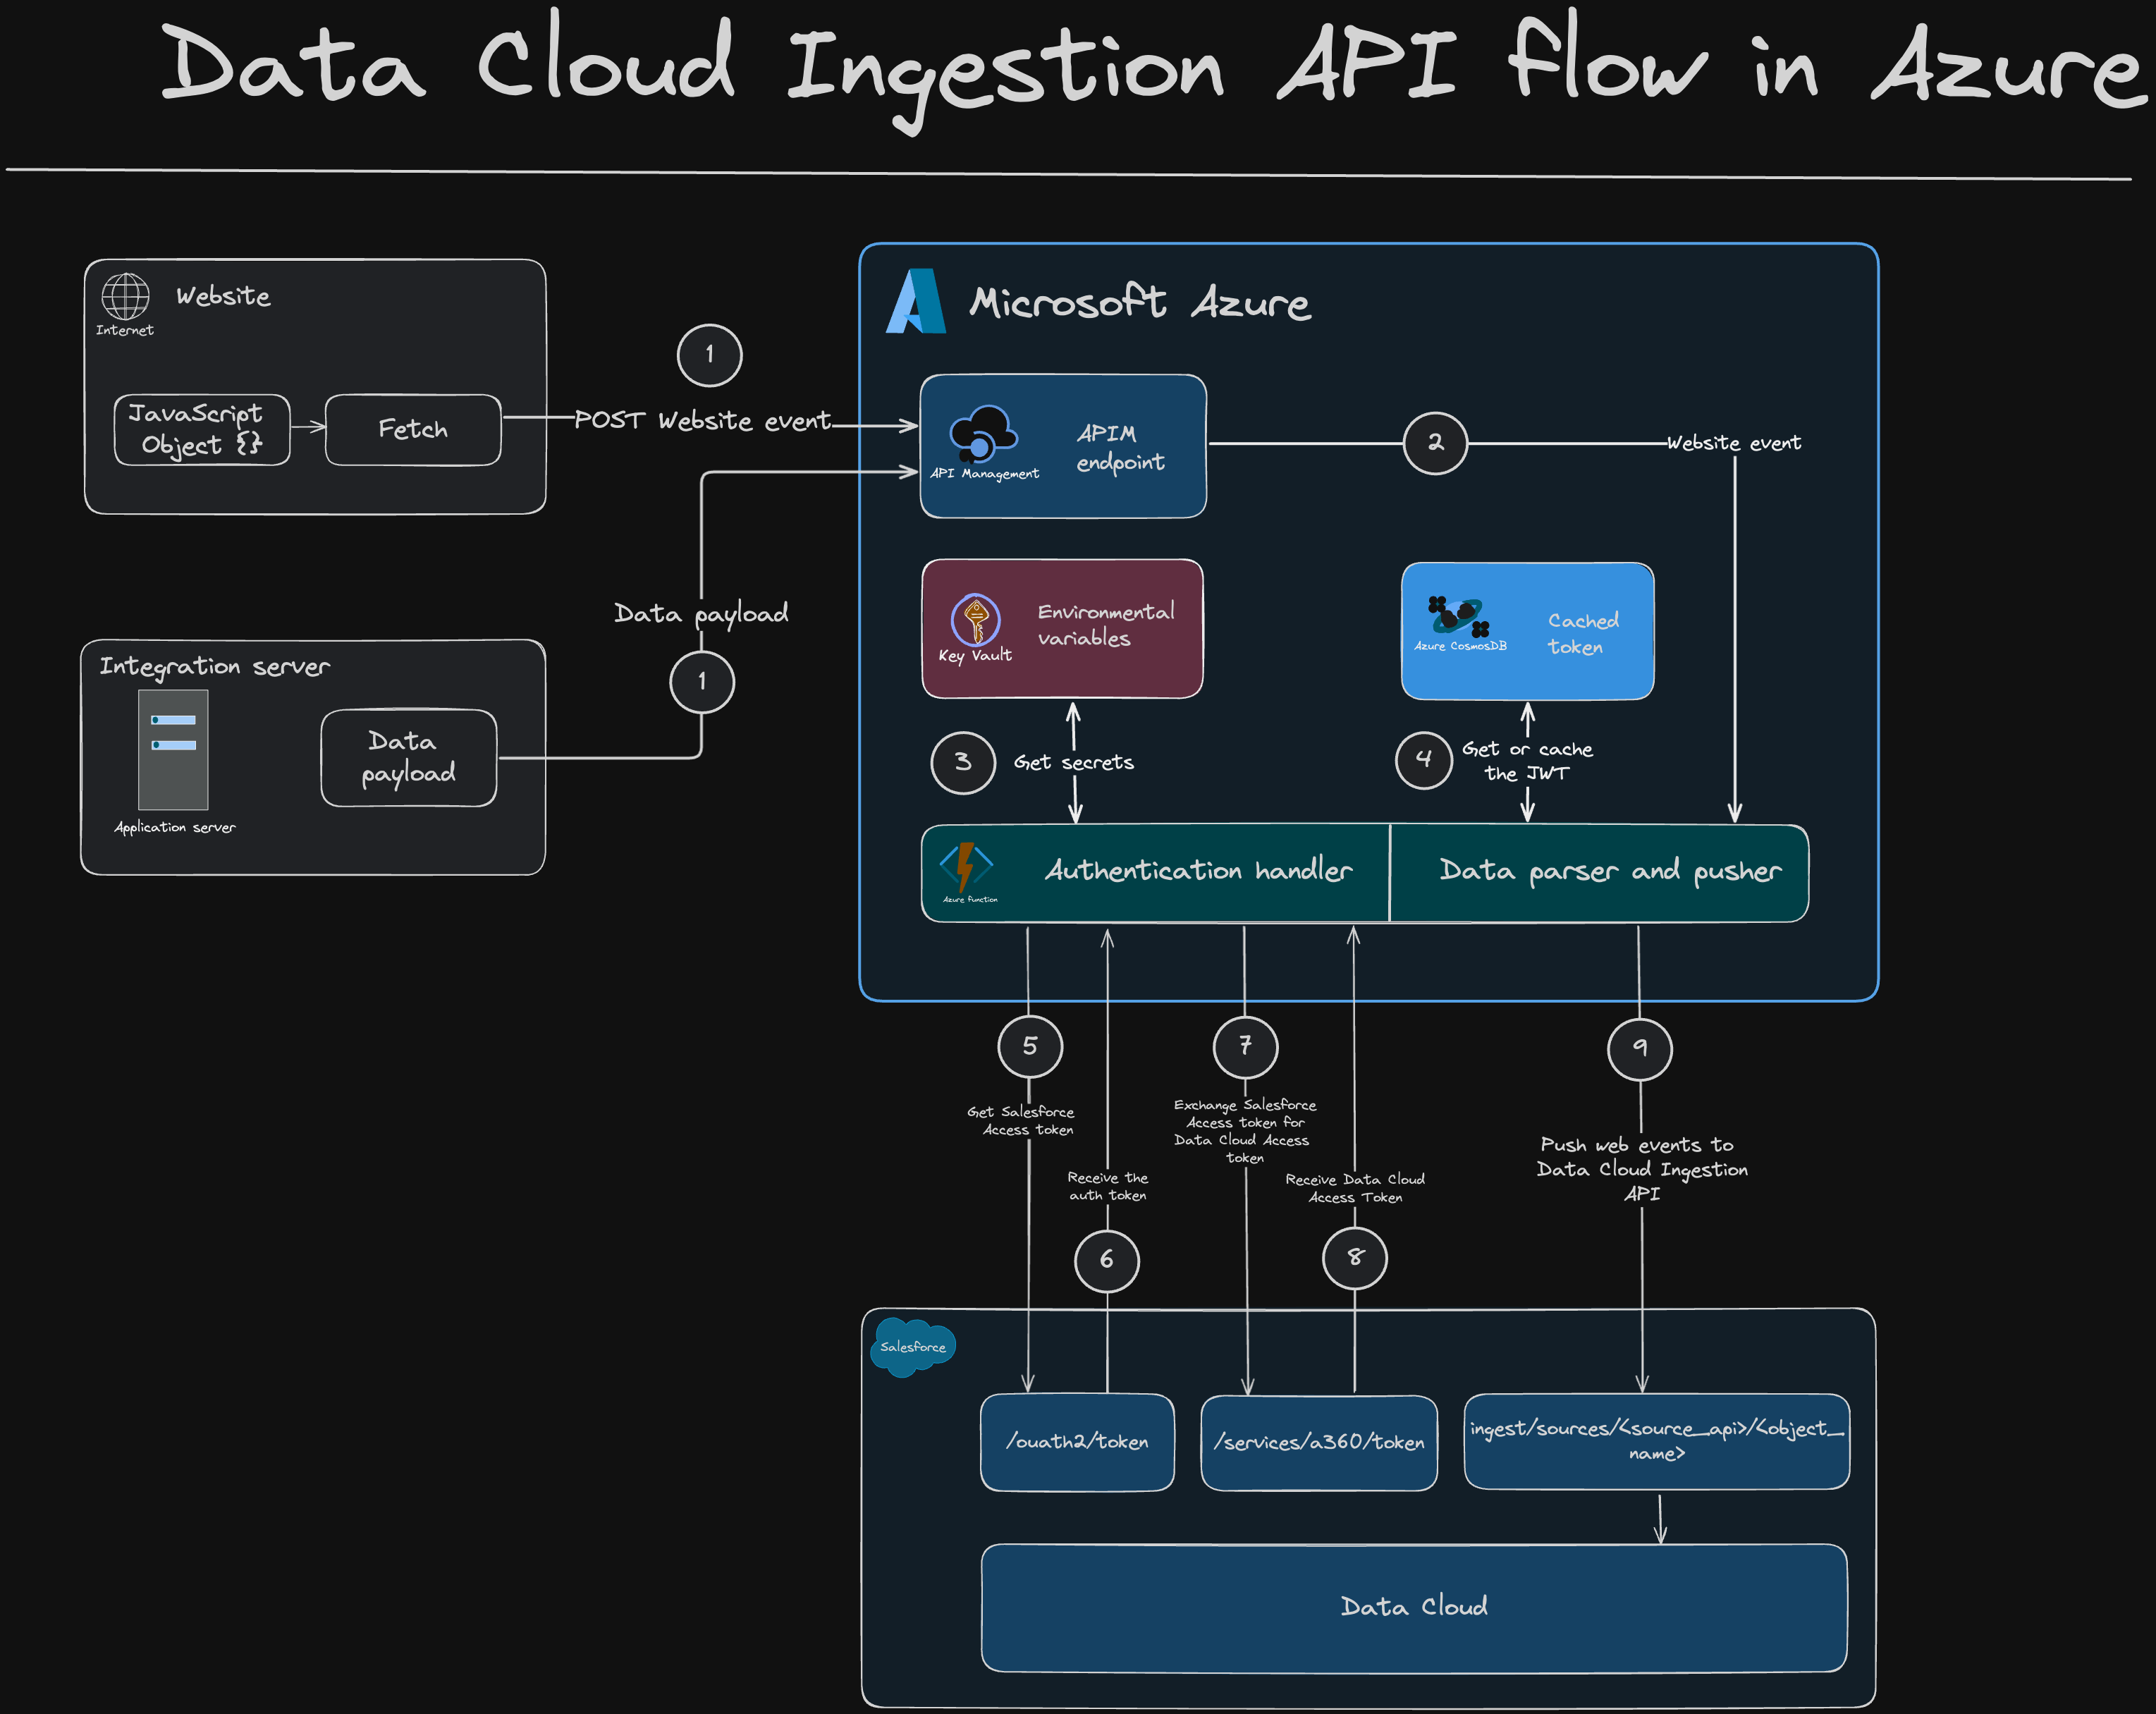 Data Cloud Ingestion API flow in Azure
Website
Internet
JavaScript
Object {}
Fetch
1
POST Website event
Microsoft Azure
API Management
APIM
endpoint
2
Website event
Data payload
1
Integration server
Application server
Data
payload
Key Vault
Environmental
variables
Azure CosmosDB
Cached
token
3
Get secrets
4
Get or cache
the JWT
Azure function
Authentication handler
Data parser and pusher
5
Get Salesforce
Access token
Receive the
auth token
6
7
Exchange Salesforce
Access token for
Data Cloud Access
token
Receive Data Cloud
Access Token
8
9
Push web events to
Data Cloud Ingestion
API
Salesforce
/ouath2/token
/services/a360/token
ingest/sources/<source_api>/<object_
name>
Data Cloud